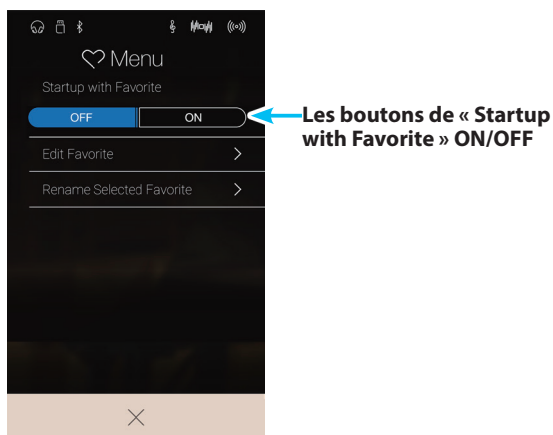 Menu
Startup with Favorite
OFF ON
Les boutons de « Startup
with Favorite » ON/OFF
Edit Favorite
Rename Selected Favorite